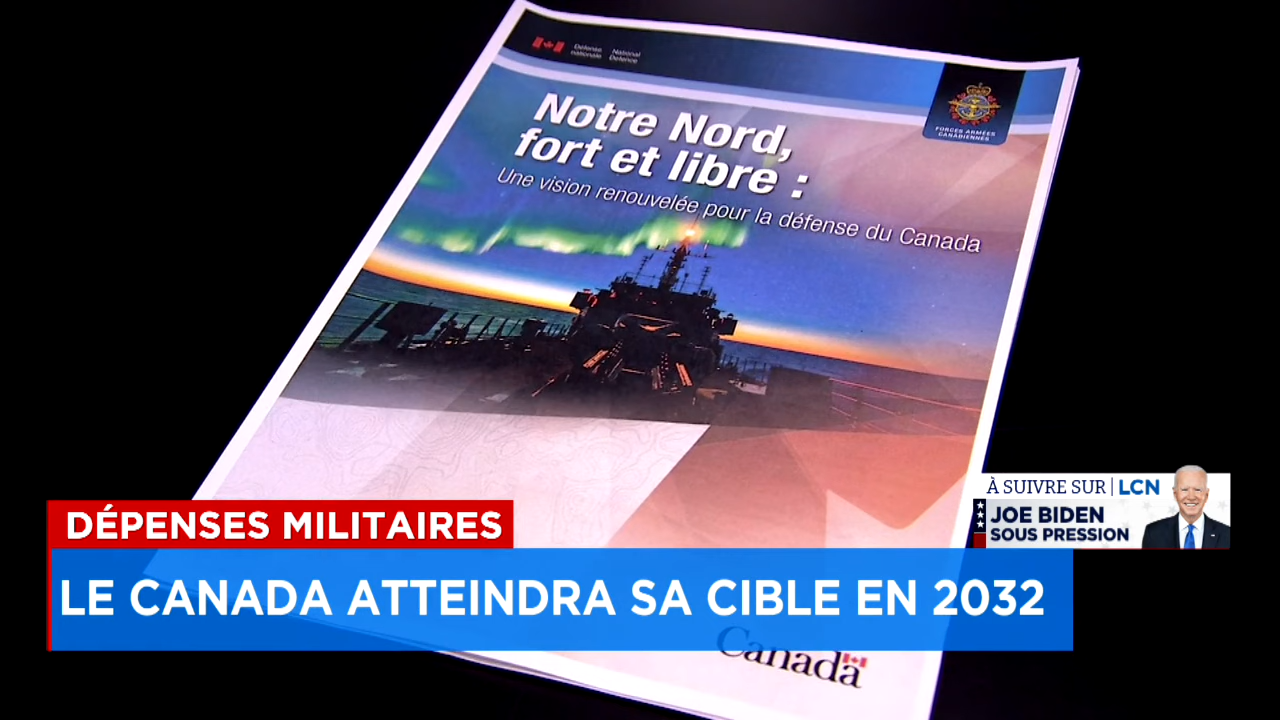 Défense National
nationale Defence
FORCES ARMÉES
CANADIENNES
Notre Nord,
fort et libre :
Une vision renouvelée pour la défense du Canada
À SUIVRE SUR | LCN
JOE BIDEN
SOUS PRESSION
DÉPENSES MILITAIRES
LE CANADA ATTEINDRA SA CIBLE EN 2032
Canada